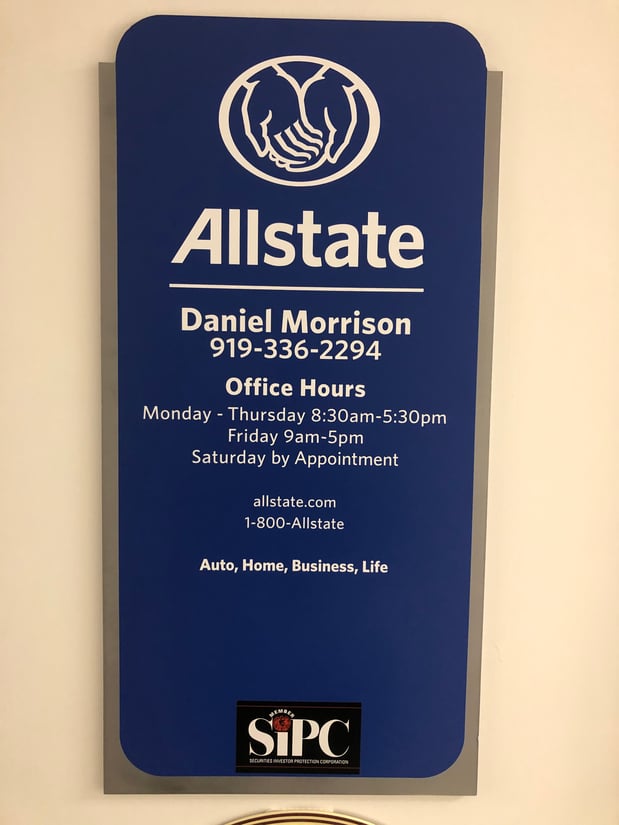 Allstate
Daniel Morrison
919-336-2294
Office Hours
Monday - Thursday 8:30am-5:30pm
Friday 9am-5pm
Saturday by Appointment
allstate.com
1-800-Allstate
Auto, Home, Business, Life
MEMBER
SiPC
SECURITIES INVESTOR PROTECTION CORPORATION